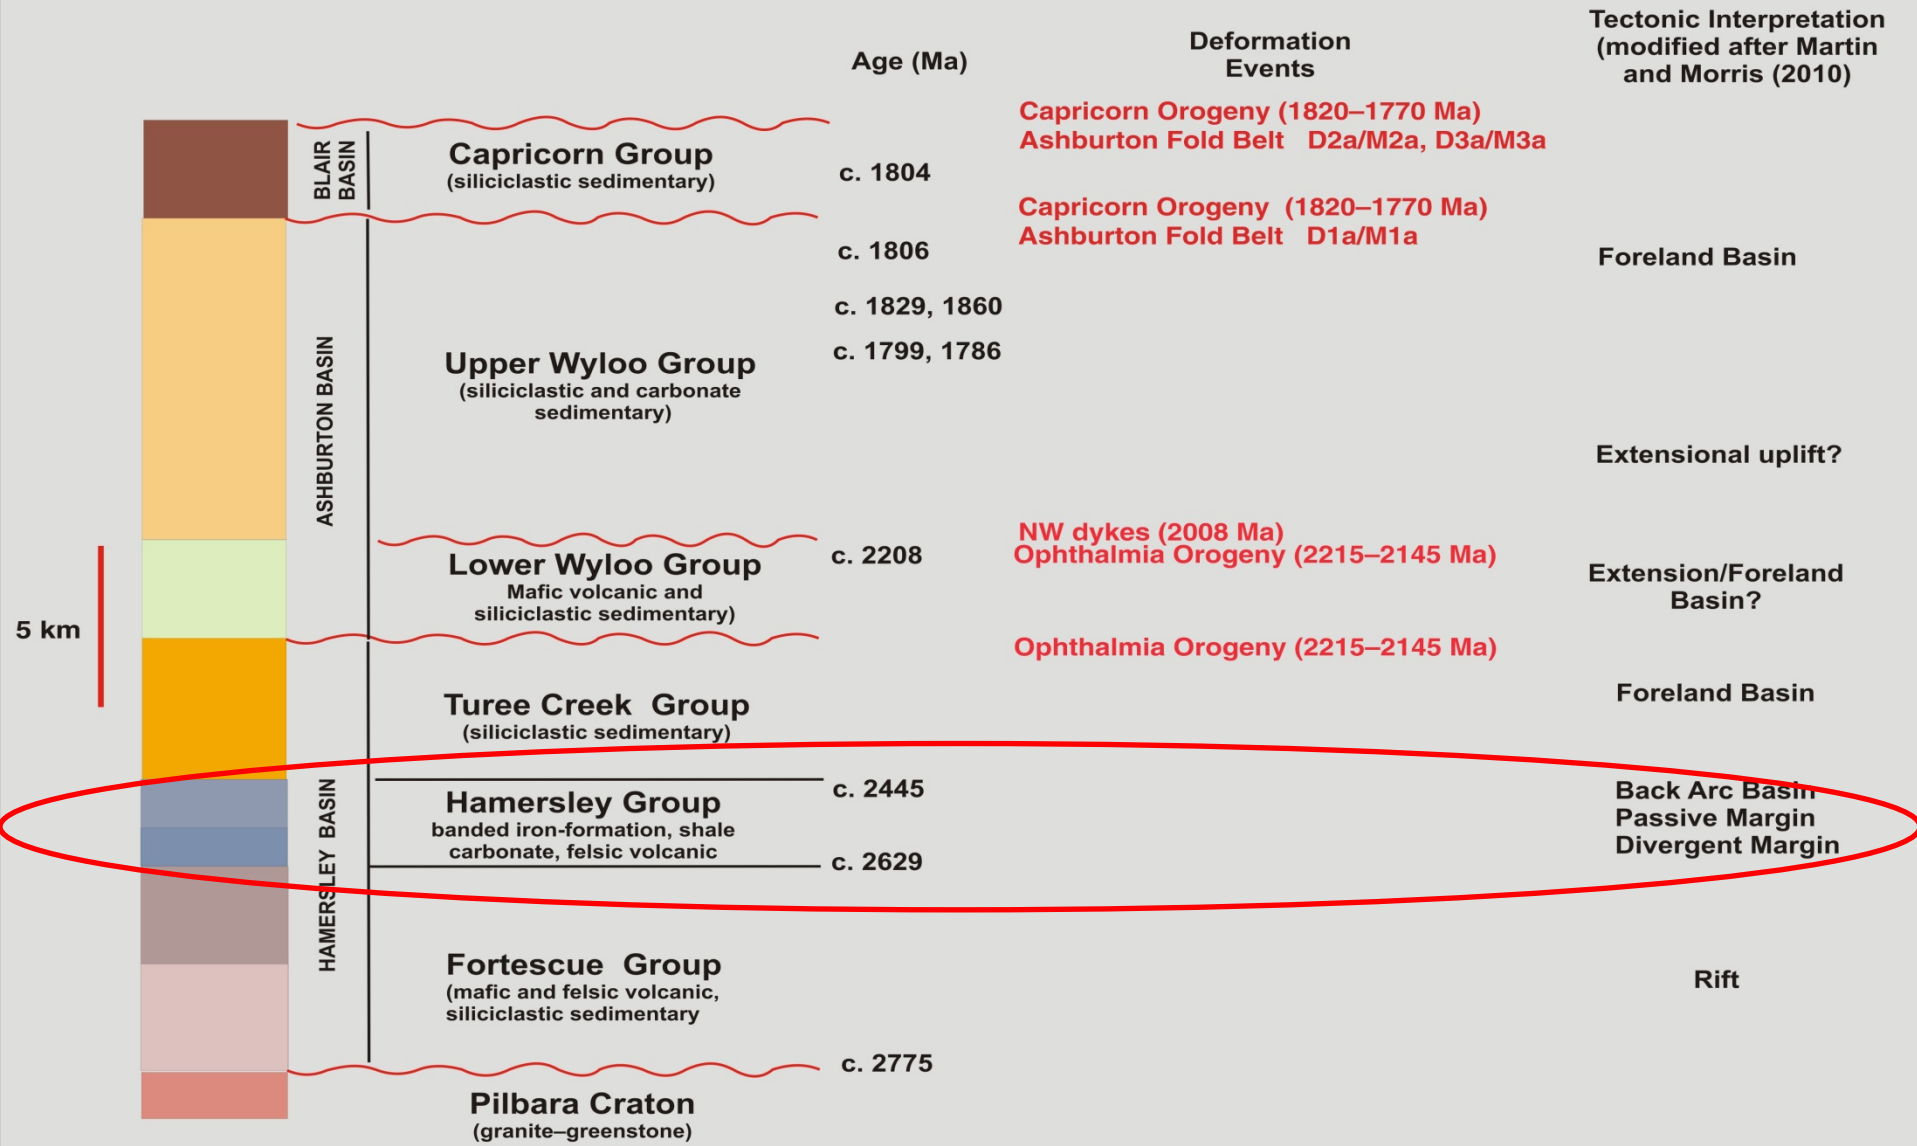 Age (Ma)
Deformation
Events
Tectonic Interpretation
(modified after Martin
and Morris (2010)
Capricorn Orogeny (1820–1770 Ma)
Ashburton Fold Belt D2a/M2a, D3a/M3a
BLAIR
BASIN
Capricorn Group
(siliciclastic sedimentary)
c. 1804
Capricorn Orogeny (1820–1770 Ma)
Ashburton Fold Belt D1a/M1a
c. 1806
Foreland Basin
c. 1829, 1860
c. 1799, 1786
ASHBURTON BASIN
Upper Wyloo Group
(siliciclastic and carbonate
sedimentary)
Extensional uplift?
NW dykes (2008 Ma)
Ophthalmia Orogeny (2215–2145 Ma)
c. 2208
Lower Wyloo Group
Mafic volcanic and
siliciclastic sedimentary)
Extension/Foreland
Basin?
5 km
Ophthalmia Orogeny (2215–2145 Ma)
Turee Creek Group
(siliciclastic sedimentary)
Foreland Basin
HAMERSLEY BASIN
c. 2445
Hamersley Group
banded iron-formation, shale
carbonate, felsic volcanic
c. 2629
Back Arc Basin
Passive Margin
Divergent Margin
Fortescue Group
(mafic and felsic volcanic,
siliciclastic sedimentary
Rift
c. 2775
Pilbara Craton
(granite–greenstone)